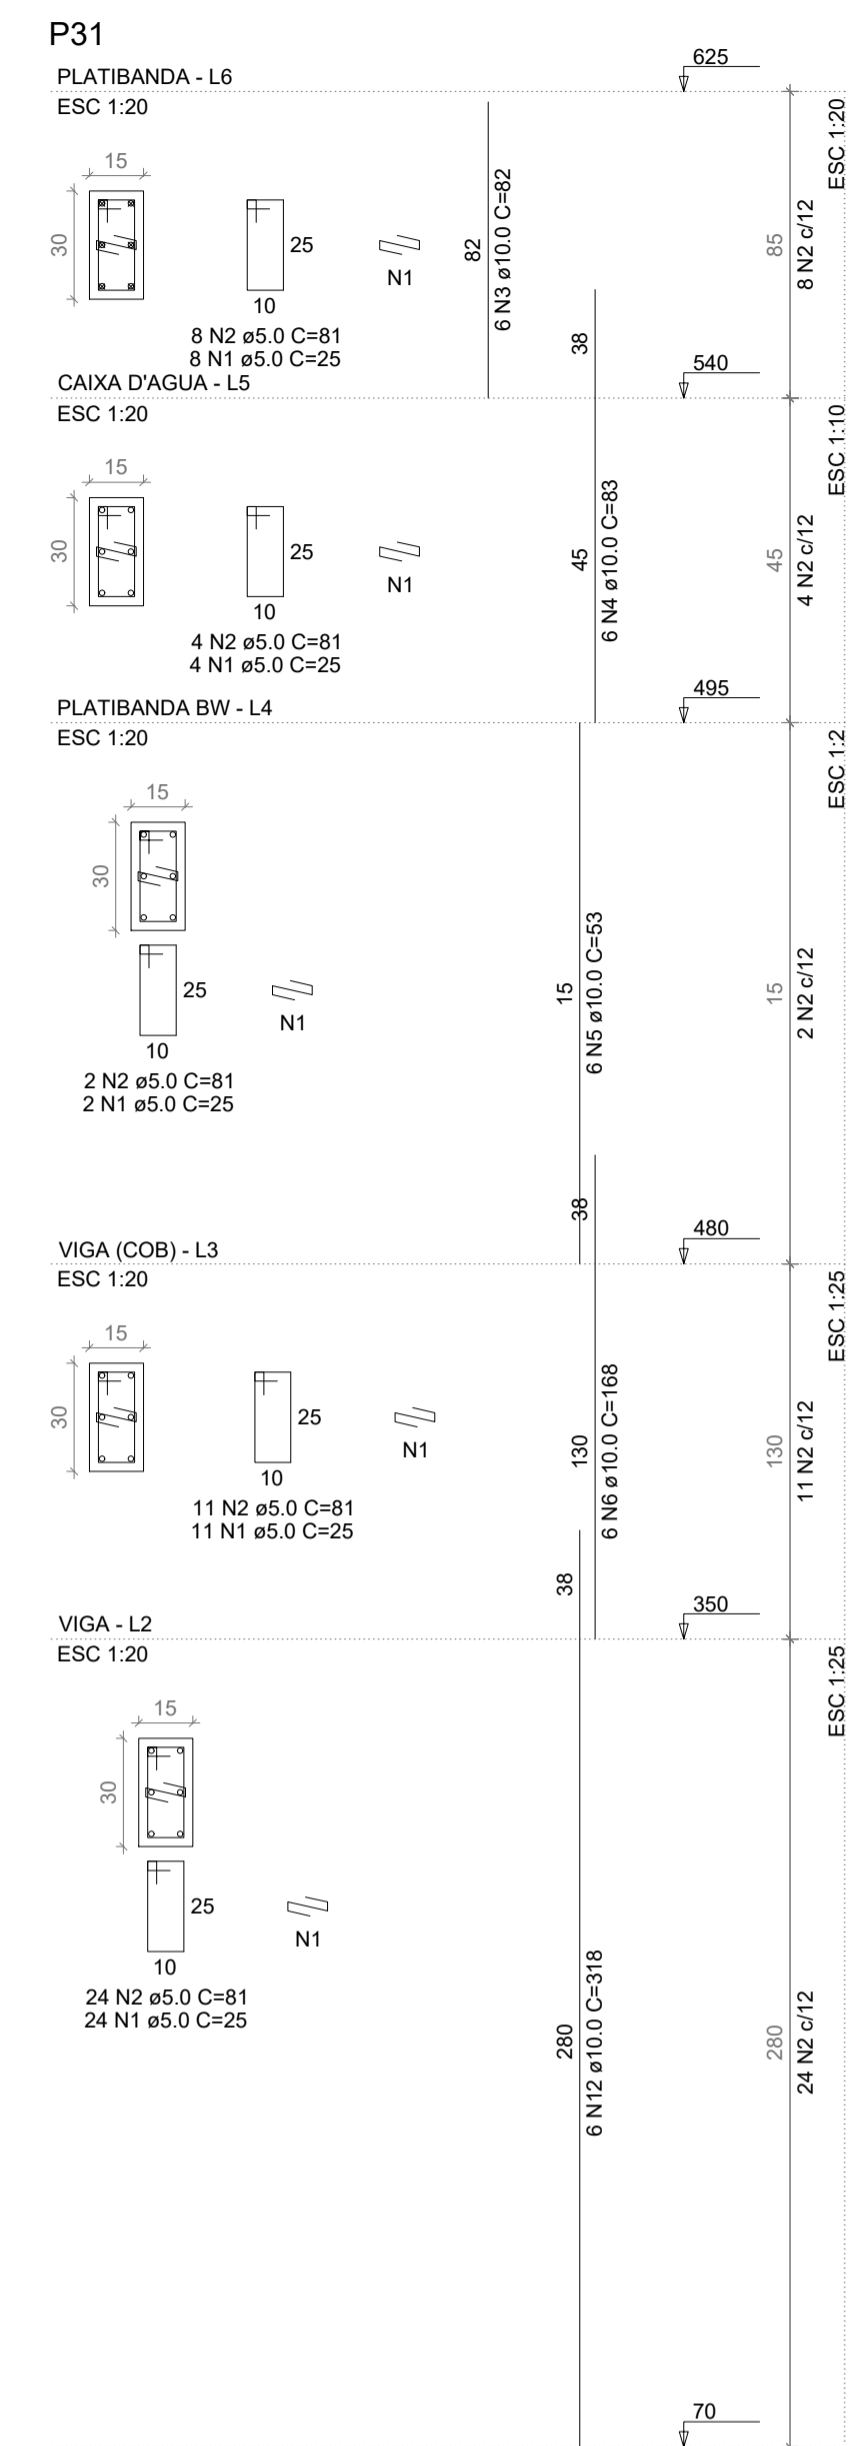 P31
PLATIBANDA - L6
625
ESC 1:20
ESC 1:20
15
30
25
10
N1
8 N2 ø5.0 C=81
8 N1 ø5.0 C=25
82
6 N3 ø10.0 C=82
38
85
8 N2 c/12
CAIXA D'AGUA - L5
540
ESC 1:20
ESC 1:10
15
30
25
10
N1
4 N2 ø5.0 C=81
4 N1 ø5.0 C=25
45
6 N4 ø10.0 C=83
45
4 N2 c/12
PLATIBANDA BW - L4
495
ESC 1:20
ESC 1:2
15
30
25
10
N1
2 N2 ø5.0 C=81
2 N1 ø5.0 C=25
15
6 N5 ø10.0 C=53
38
15
2 N2 c/12
VIGA (COB) - L3
480
ESC 1:20
ESC 1:25
15
30
25
10
N1
11 N2 ø5.0 C=81
11 N1 ø5.0 C=25
130
6 N6 ø10.0 C=168
38
130
11 N2 c/12
VIGA - L2
350
ESC 1:20
ESC 1:25
15
30
25
10
N1
24 N2 ø5.0 C=81
24 N1 ø5.0 C=25
280
6 N12 ø10.0 C=318
280
24 N2 c/12
70